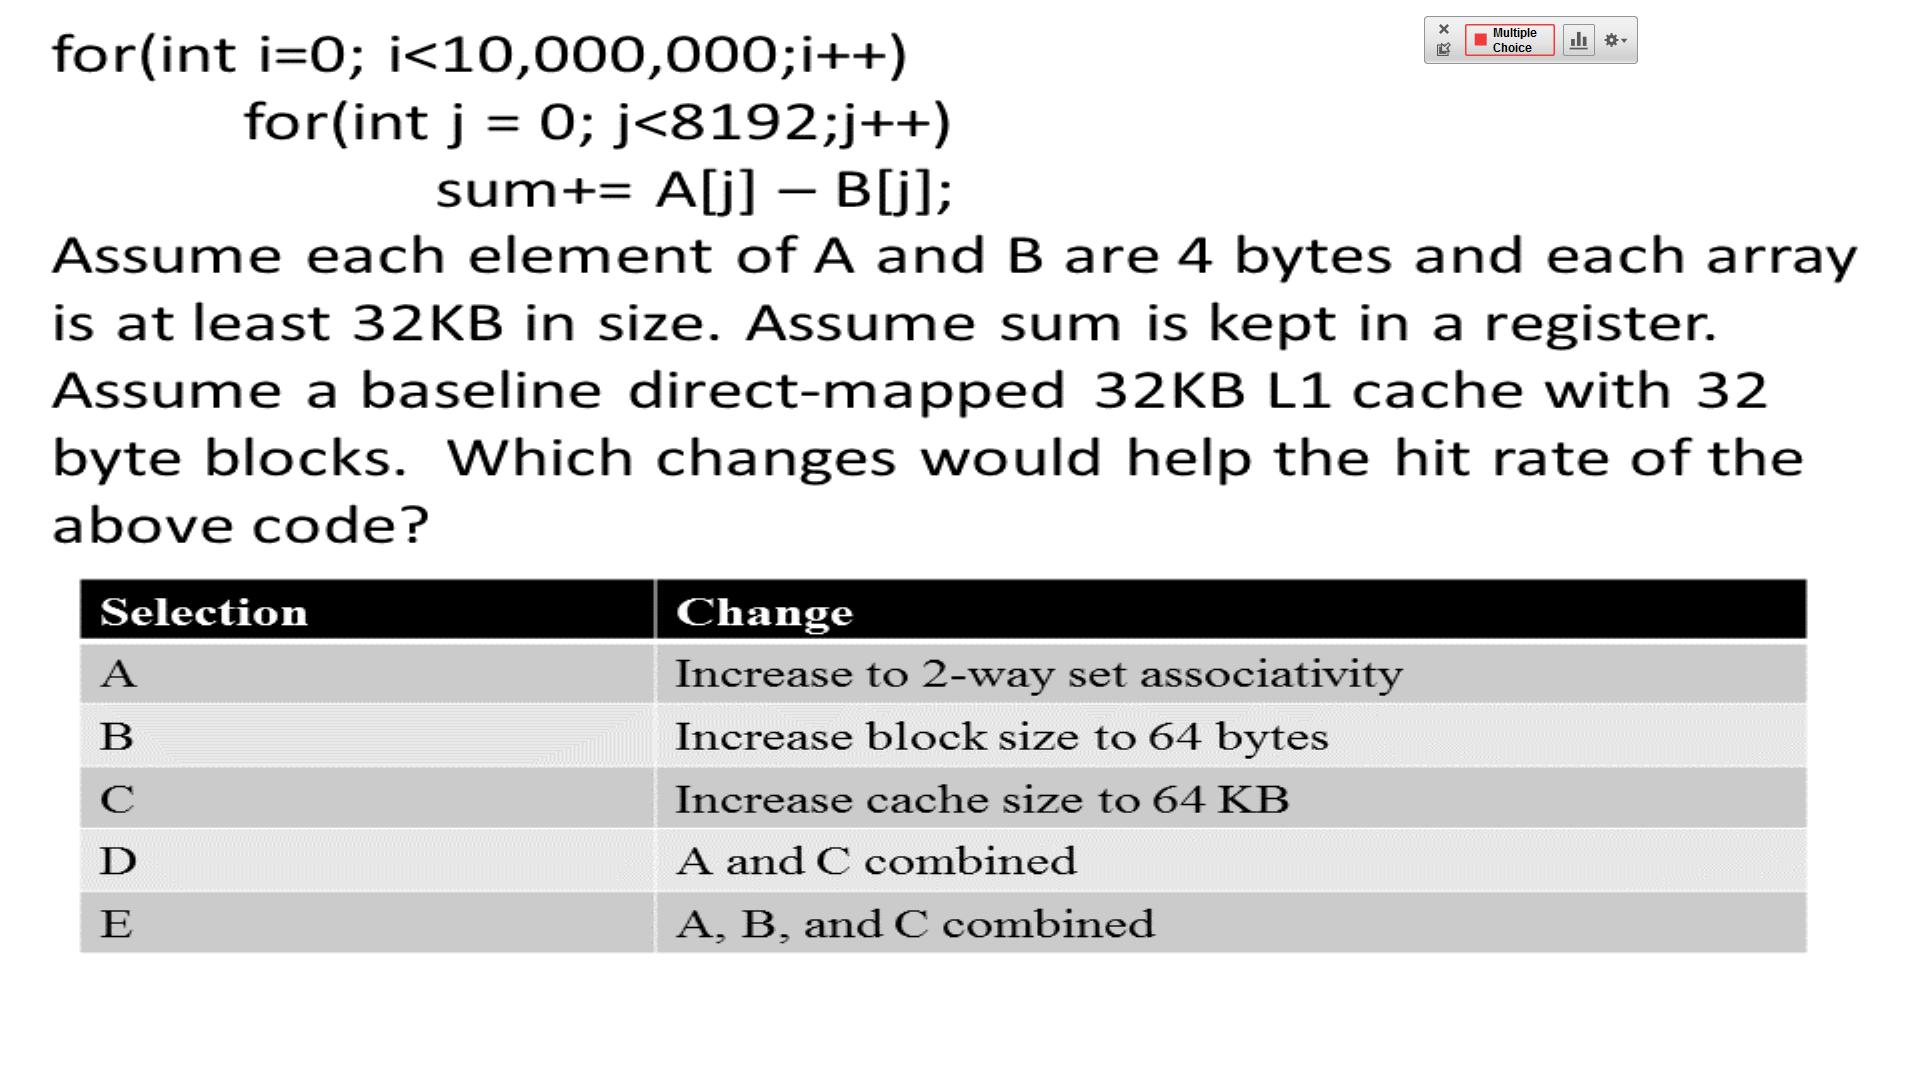 for(int i=0; i<10,000,000;i++)
Multiple
Choice
for(int j = 0; j<8192;j++)
sum+= A[j] – B[j];
Assume each element of A and B are 4 bytes and each array
is at least 32KB in size. Assume sum is kept in a register.
Assume a baseline direct-mapped 32KB L1 cache with 32
byte blocks. Which changes would help the hit rate of the
above code?
Selection Change
A Increase to 2-way set associativity
B Increase block size to 64 bytes
C Increase cache size to 64 KB
D A and C combined
E A, B, and C combined